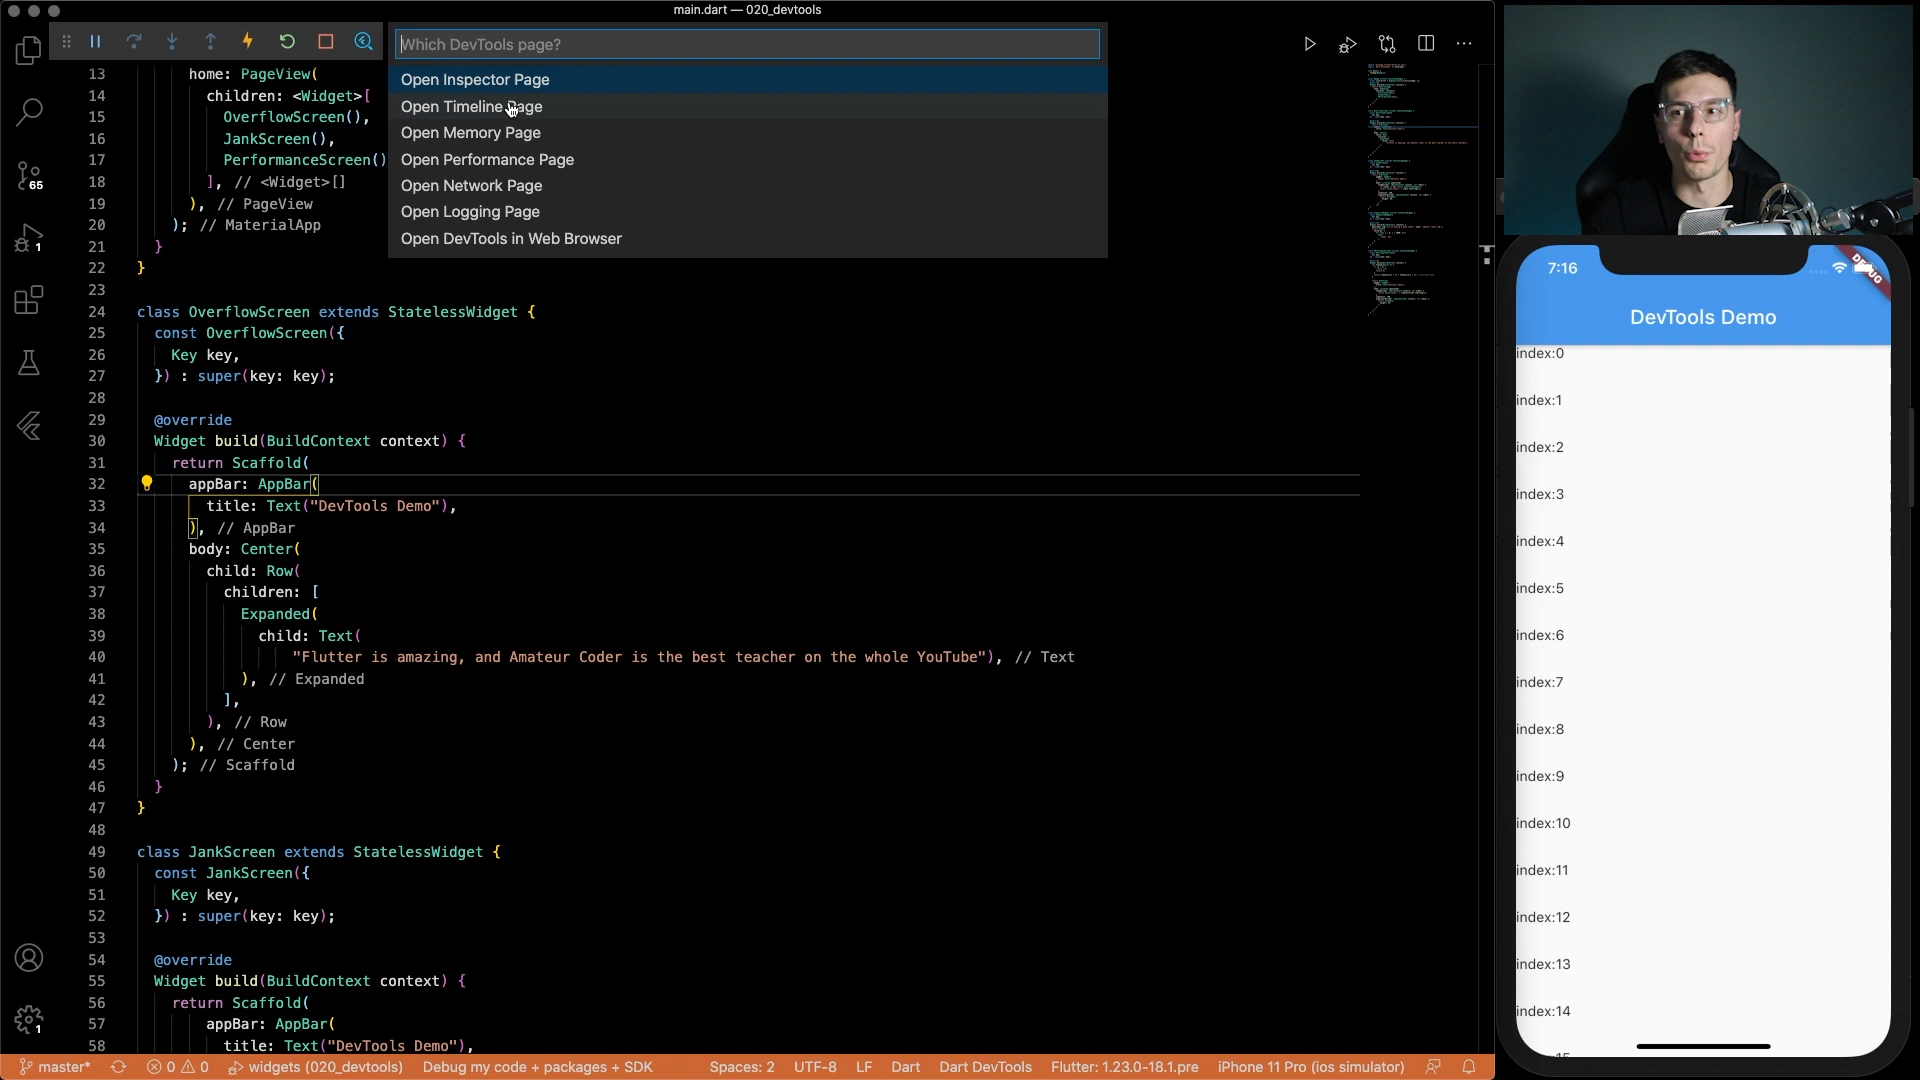 main.dart — 020_devtools
Which DevTools page?
Open Inspector Page
Open Timeline Page
Open Memory Page
Open Performance Page
Open Network Page
Open Logging Page
Open DevTools in Web Browser
13 home: PageView(
14 children: <Widget>[
15 OverflowScreen(),
16 JankScreen(),
17 PerformanceScreen()
18 ], // <Widget>[]
19 ), // PageView
20 ); // MaterialApp
21 }
22 }
23
24 class OverflowScreen extends StatelessWidget {
25 const OverflowScreen({
26 Key key,
27 }) : super(key: key);
28
29 @override
30 Widget build(BuildContext context) {
31 return Scaffold(
32 appBar: AppBar(
33 title: Text("DevTools Demo"),
34 ), // AppBar
35 body: Center(
36 child: Row(
37 children: [
38 Expanded(
39 child: Text(
40 "Flutter is amazing, and Amateur Coder is the best teacher on the whole YouTube"), // Text
41 ), // Expanded
42 ],
43 ), // Row
44 ), // Center
45 ); // Scaffold
46 }
47 }
48
49 class JankScreen extends StatelessWidget {
50 const JankScreen({
51 Key key,
52 }) : super(key: key);
53
54 @override
55 Widget build(BuildContext context) {
56 return Scaffold(
57 appBar: AppBar(
58 title: Text("DevTools Demo"),
65
1
1
master* 0 0 widgets (020_devtools) Debug my code + packages + SDK Spaces: 2 UTF-8 LF Dart Dart DevTools Flutter: 1.23.0-18.1.pre iPhone 11 Pro (ios simulator)
7:16
DEBUG
DevTools Demo
index:0
index:1
index:2
index:3
index:4
index:5
index:6
index:7
index:8
index:9
index:10
index:11
index:12
index:13
index:14